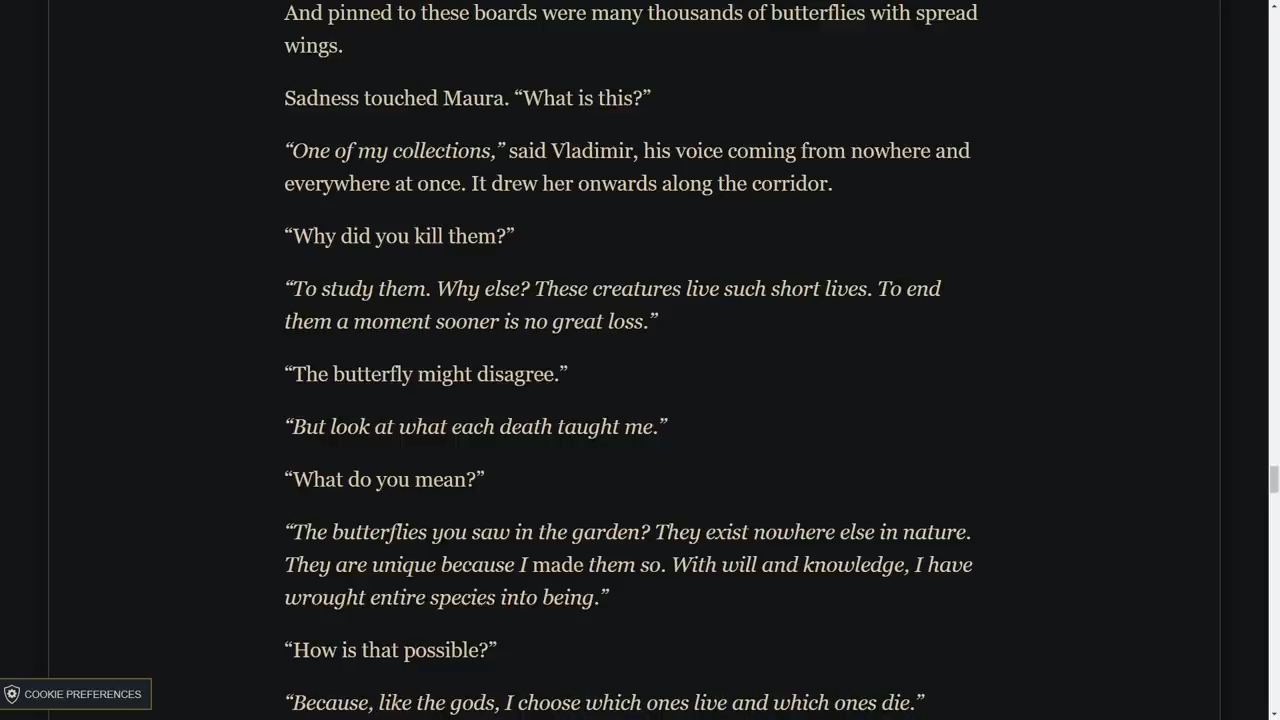 And pinned to these boards were many thousands of butterflies with spread
wings.
Sadness touched Maura. “What is this?”
“One of my collections,” said Vladimir, his voice coming from nowhere and
everywhere at once. It drew her onwards along the corridor.
“Why did you kill them?”
“To study them. Why else? These creatures live such short lives. To end
them a moment sooner is no great loss.”
“The butterfly might disagree.”
“But look at what each death taught me.”
“What do you mean?”
“The butterflies you saw in the garden? They exist nowhere else in nature.
They are unique because I made them so. With will and knowledge, I have
wrought entire species into being.”
“How is that possible?”
“Because, like the gods, I choose which ones live and which ones die.”
COOKIE PREFERENCES